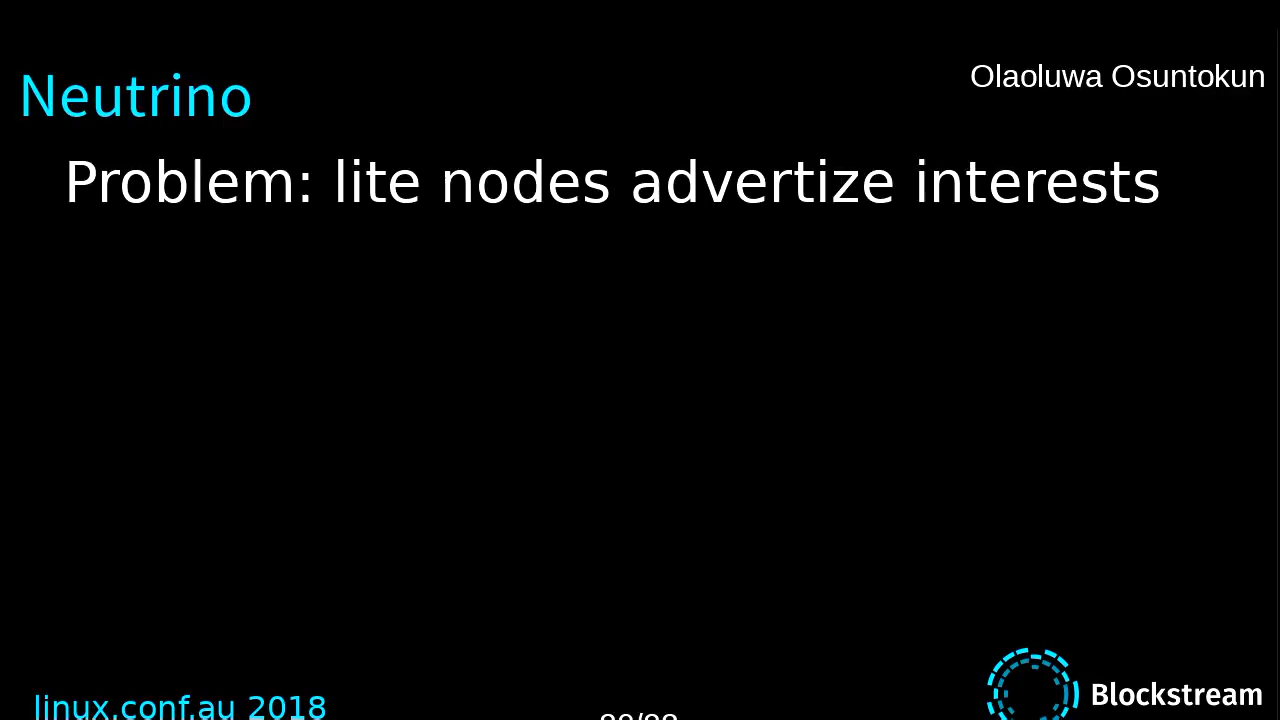 Olaoluwa Osuntokun
Neutrino
Problem: lite nodes advertize interests
linux.conf.au 2018
Blockstream